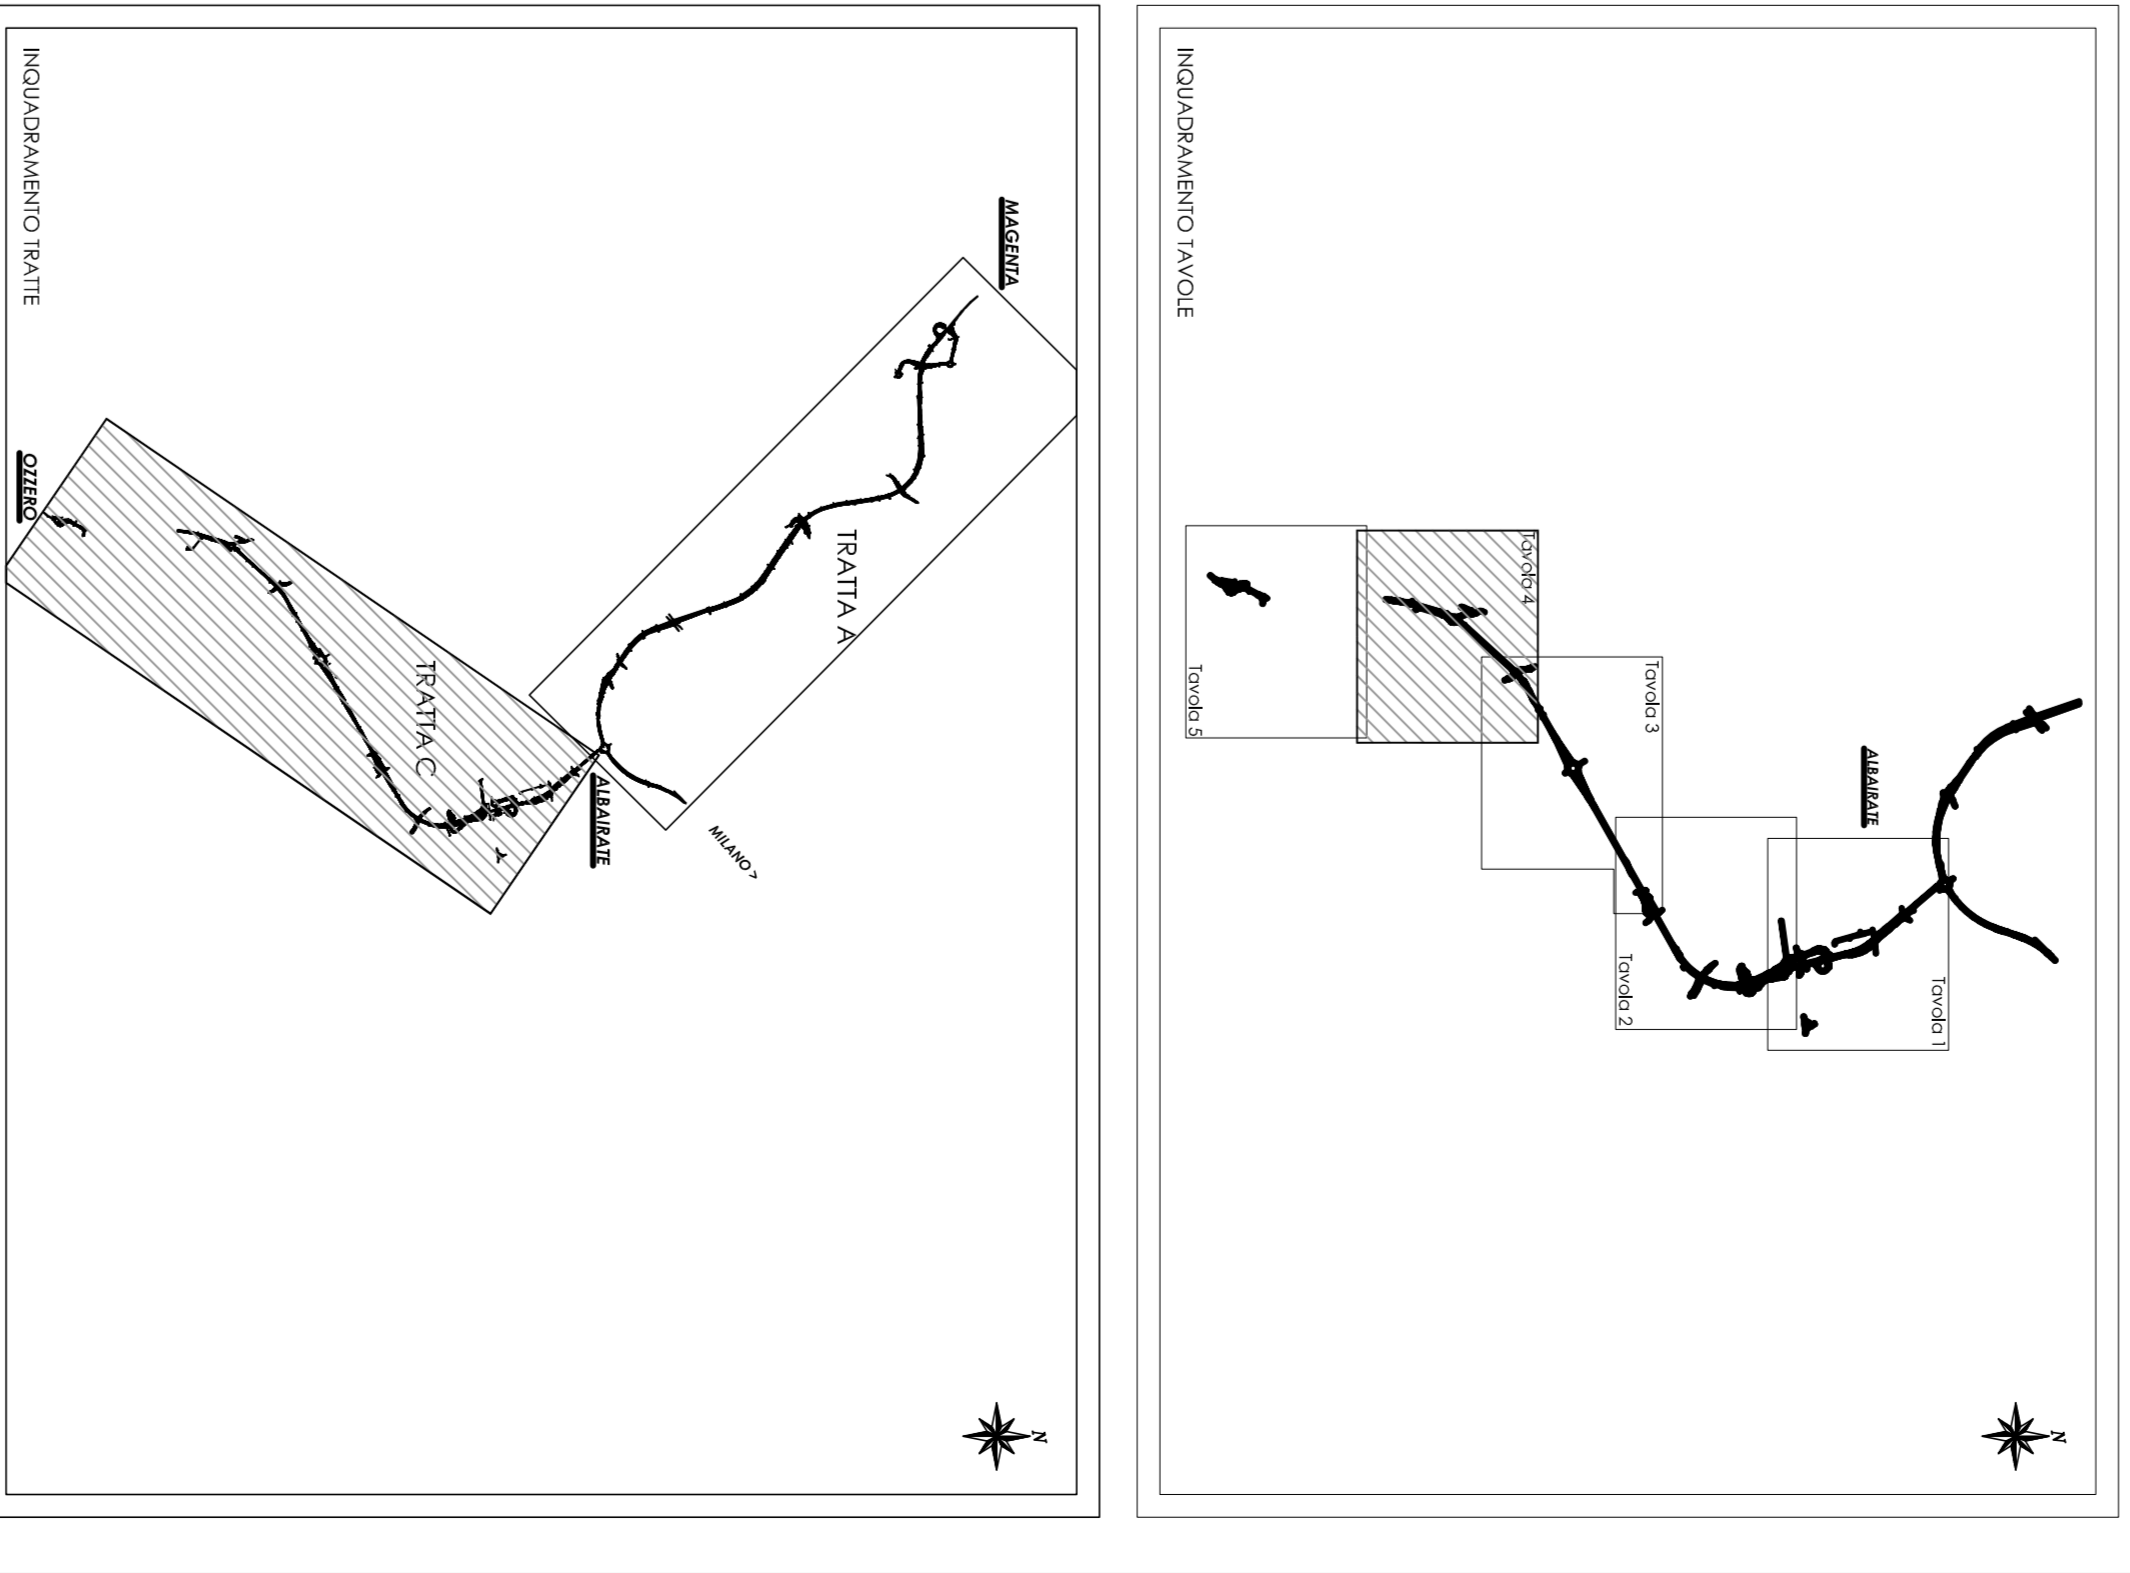 INQUADRAMENTO TAVOLE
ALBAIRATE
Tavola 1
Tavola 2
Tavola 3
Tavola 4
Tavola 5
N
INQUADRAMENTO TRATTE
MAGENTA
TRATTA A
MILANO 7
ALBAIRATE
TRATTA C
OZZERO
N